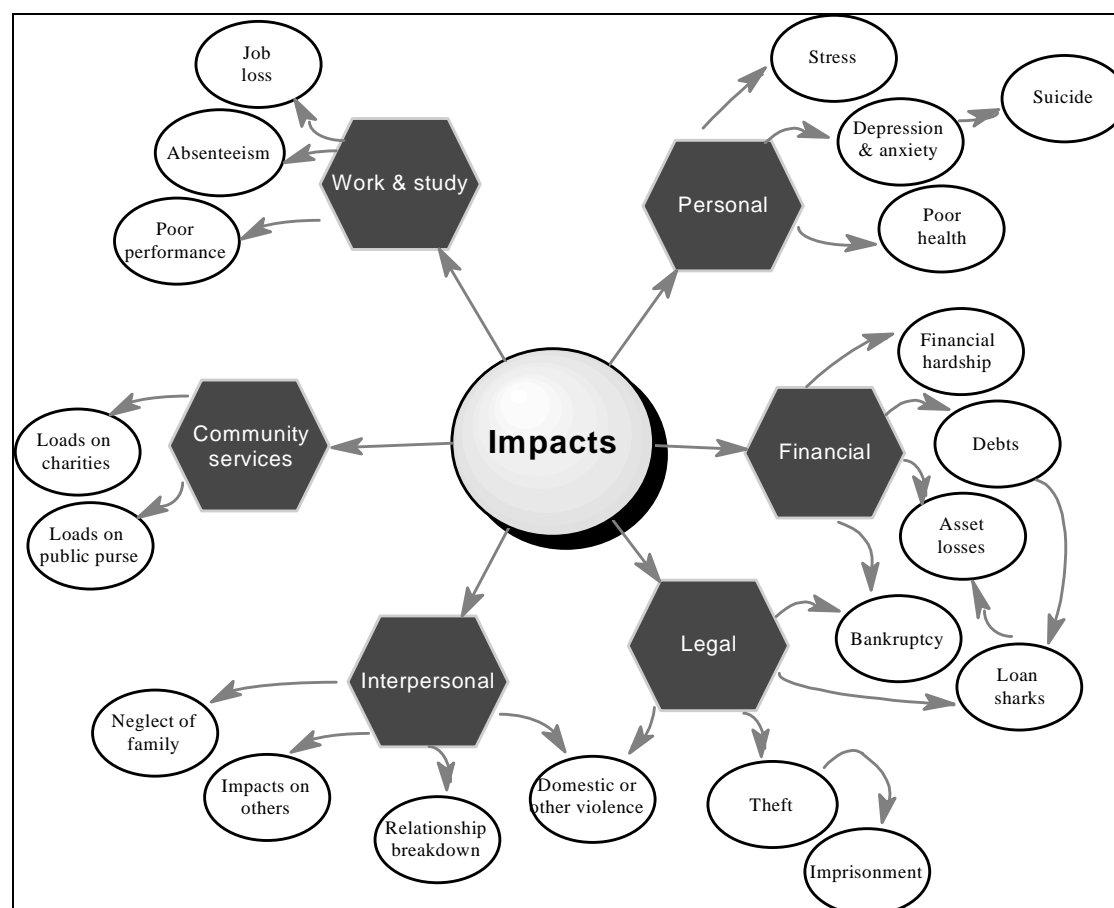 Job
loss
Absenteeism
Poor
performance
Work & study
Stress
Depression
& anxiety
Suicide
Personal
Poor
health
Financial
hardship
Debts
Financial
Asset
losses
Bankruptcy
Loan
sharks
Impacts
Community
services
Loads on
charities
Loads on
public purse
Legal
Interpersonal
Neglect of
family
Impacts on
others
Relationship
breakdown
Domestic or
other violence
Theft
Imprisonment